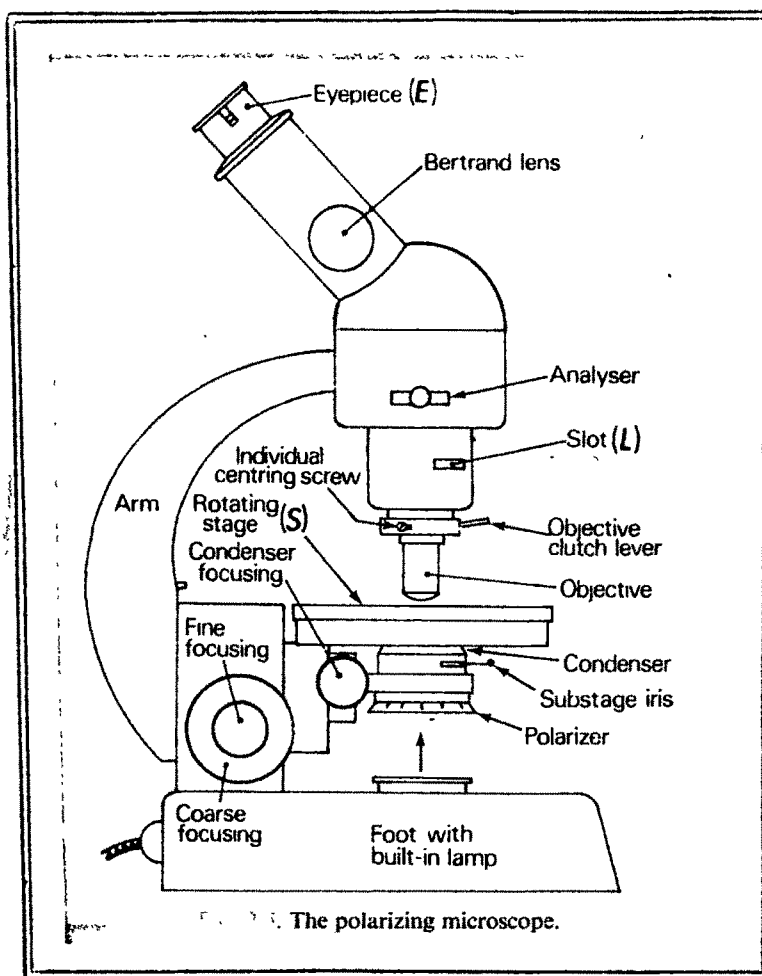 Eyepiece (E)
Bertrand lens
Analyser
Slot (L)
Individual
centring screw
Arm
Rotating
stage (S)
Objective
clutch lever
Condenser
focusing
Objective
Fine
focusing
Condenser
Substage iris
Polarizer
Coarse
focusing
Foot with
built-in lamp
. The polarizing microscope.